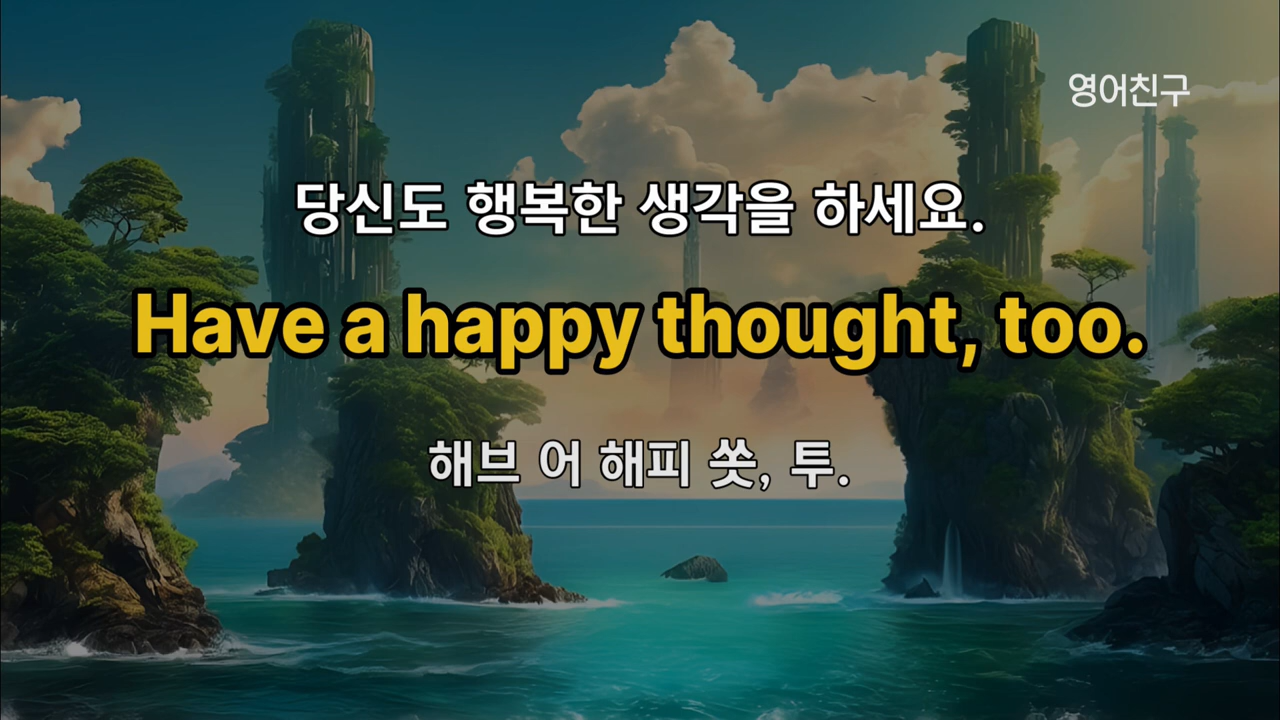 영어친구
당신도 행복한 생각을 하세요.
Have a happy thought, too.
해브 어 해피 쏫, 투.